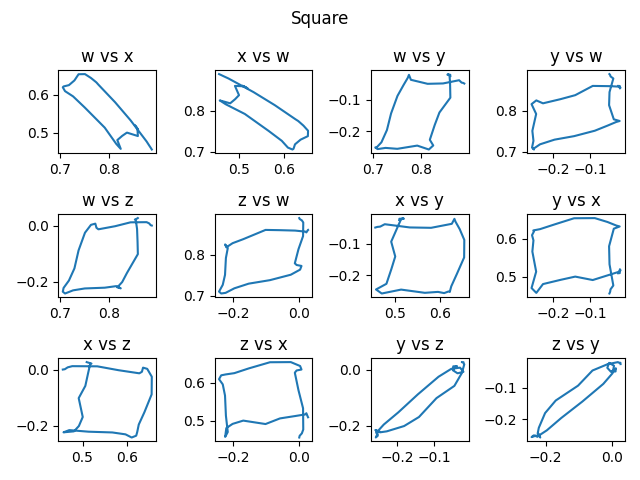 Square
w vs x
x vs w
w vs y
y vs w
0.6
0.5
0.7 0.8
0.8
0.7
0.5 0.6
−0.1
−0.2
0.7 0.8
0.8
0.7
−0.2 −0.1
w vs z
z vs w
x vs y
y vs x
0.0
−0.2
0.7 0.8
0.8
0.7
−0.2 0.0
−0.1
−0.2
0.5 0.6
0.6
0.5
−0.2 −0.1
x vs z
z vs x
y vs z
z vs y
0.0
−0.2
0.5 0.6
0.6
0.5
−0.2 0.0
0.0
−0.2
−0.2 −0.1
−0.1
−0.2
−0.2 0.0